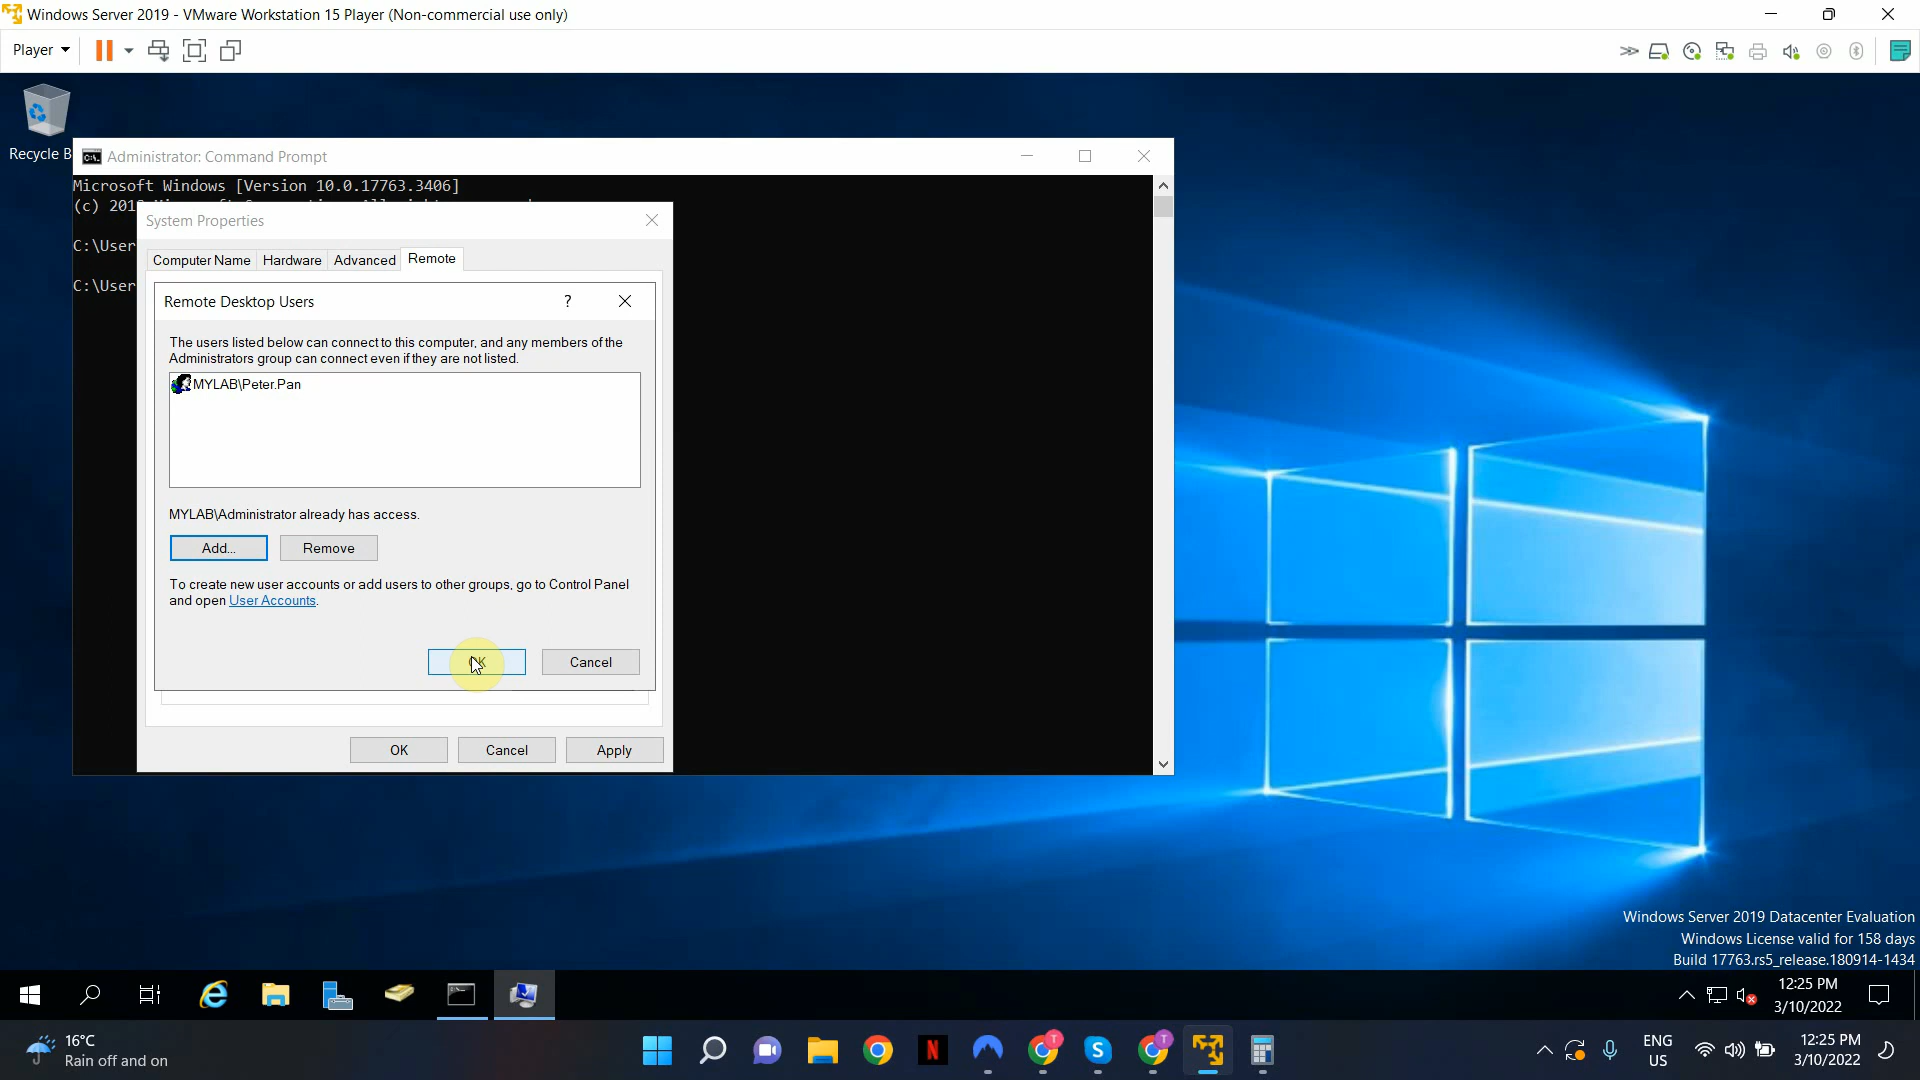 Windows Server 2019 - VMware Workstation 15 Player (Non-commercial use only)
Player
Recycle B
Administrator: Command Prompt
Microsoft Windows [Version 10.0.17763.3406]
(c) 201
System Properties
C:\User
Computer Name Hardware Advanced Remote
C:\User
Remote Desktop Users ?
The users listed below can connect to this computer, and any members of the
Administrators group can connect even if they are not listed.
MYLAB\Peter.Pan
MYLAB\Administrator already has access.
Add... Remove
To create new user accounts or add users to other groups, go to Control Panel
and open User Accounts.
OK Cancel
OK Cancel Apply
Windows Server 2019 Datacenter Evaluation
Windows License valid for 158 days
Build 17763.rs5_release.180914-1434
12:25 PM
3/10/2022
16°C
Rain off and on
ENG
US
12:25 PM
3/10/2022